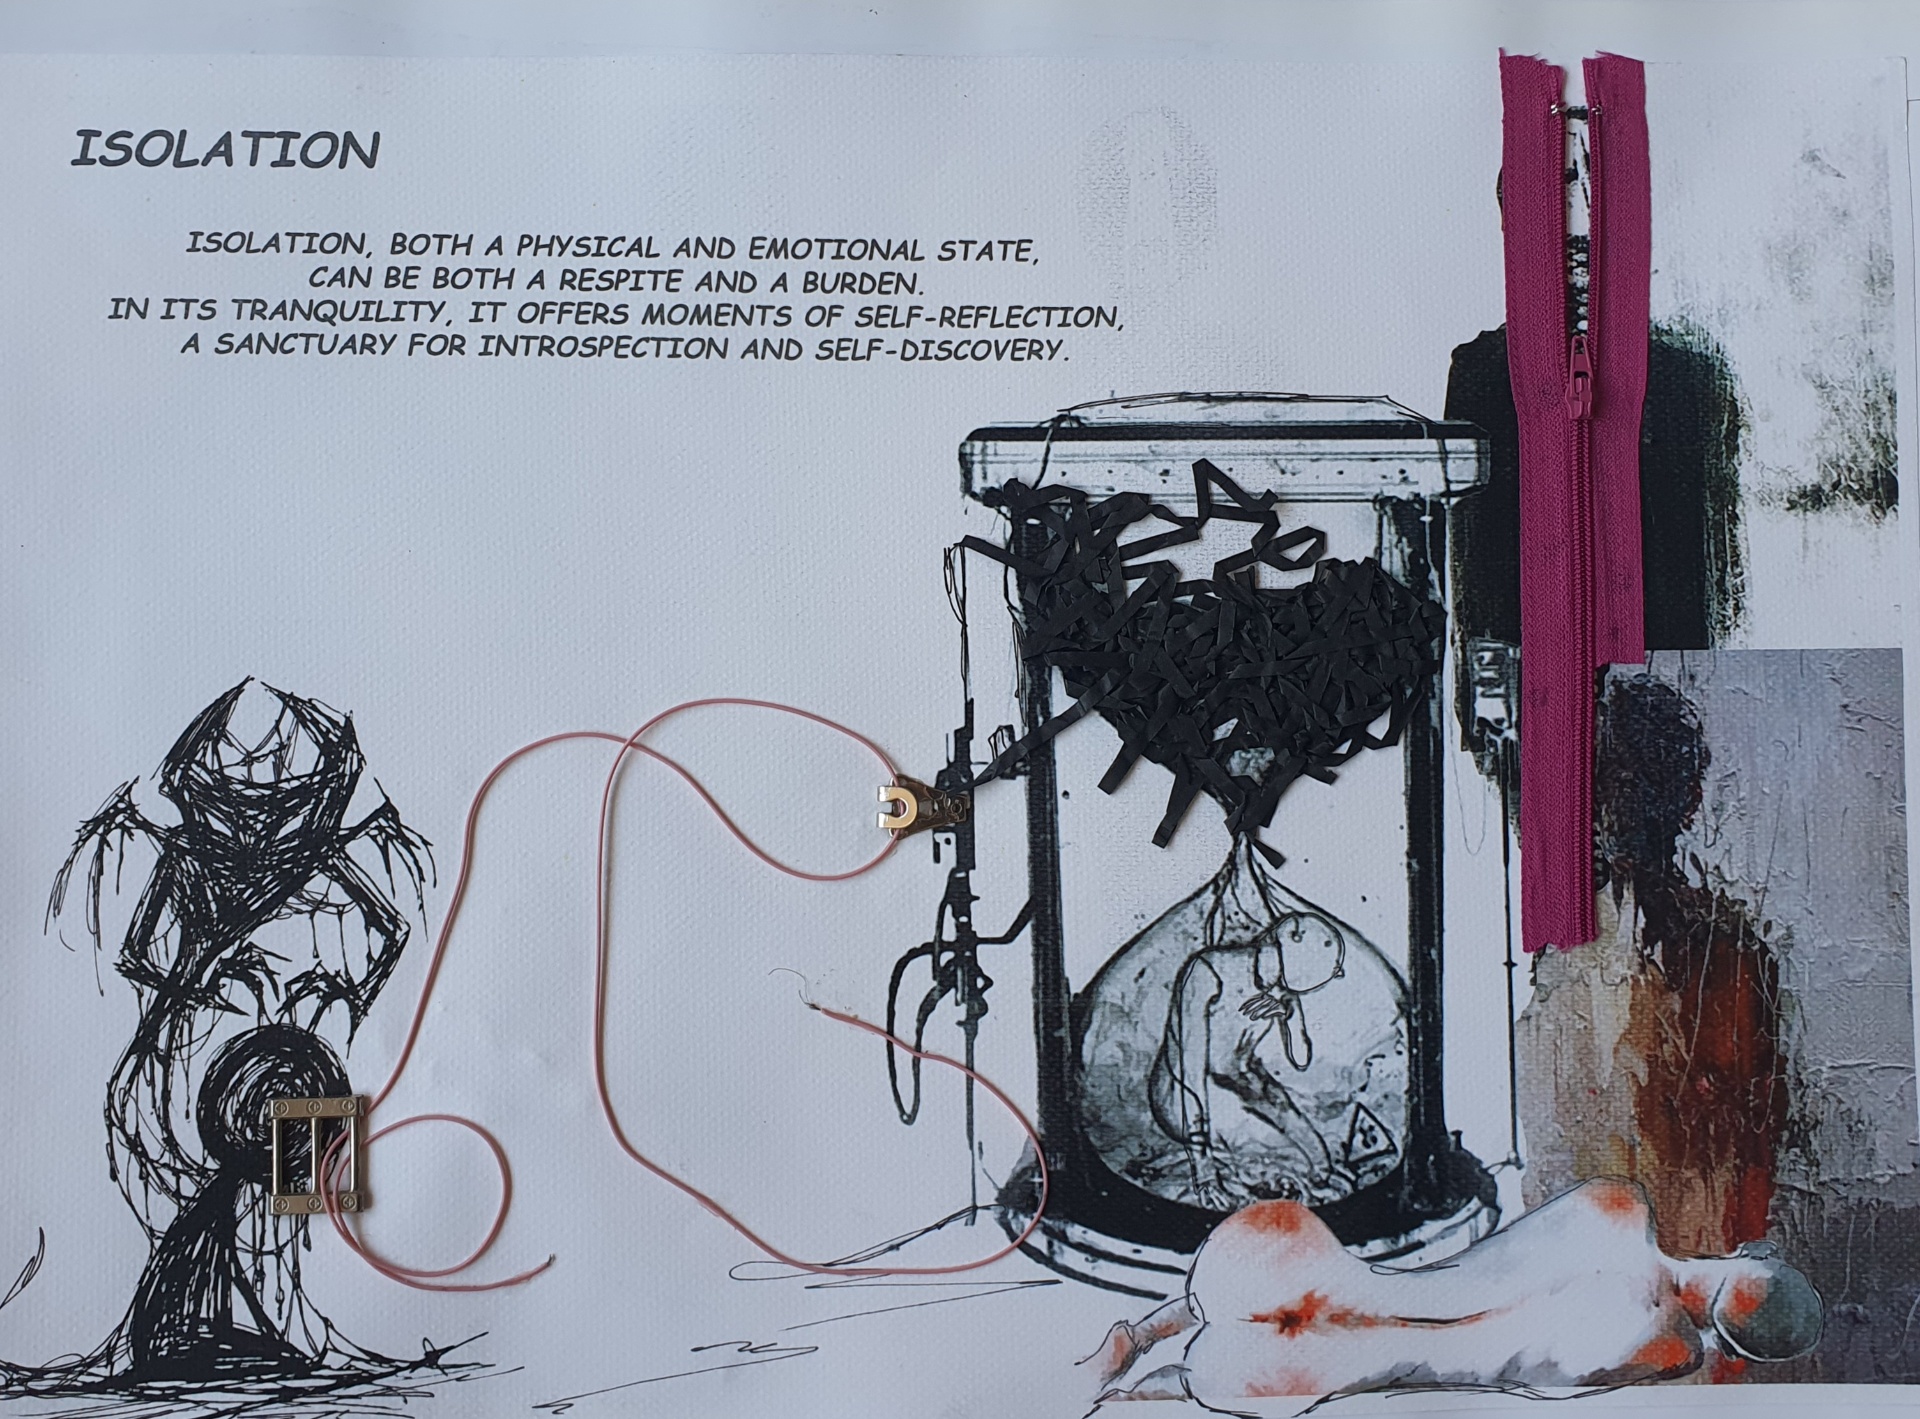 ISOLATION
ISOLATION, BOTH A PHYSICAL AND EMOTIONAL STATE,
CAN BE BOTH A RESPITE AND A BURDEN.
IN ITS TRANQUILITY, IT OFFERS MOMENTS OF SELF-REFLECTION,
A SANCTUARY FOR INTROSPECTION AND SELF-DISCOVERY.